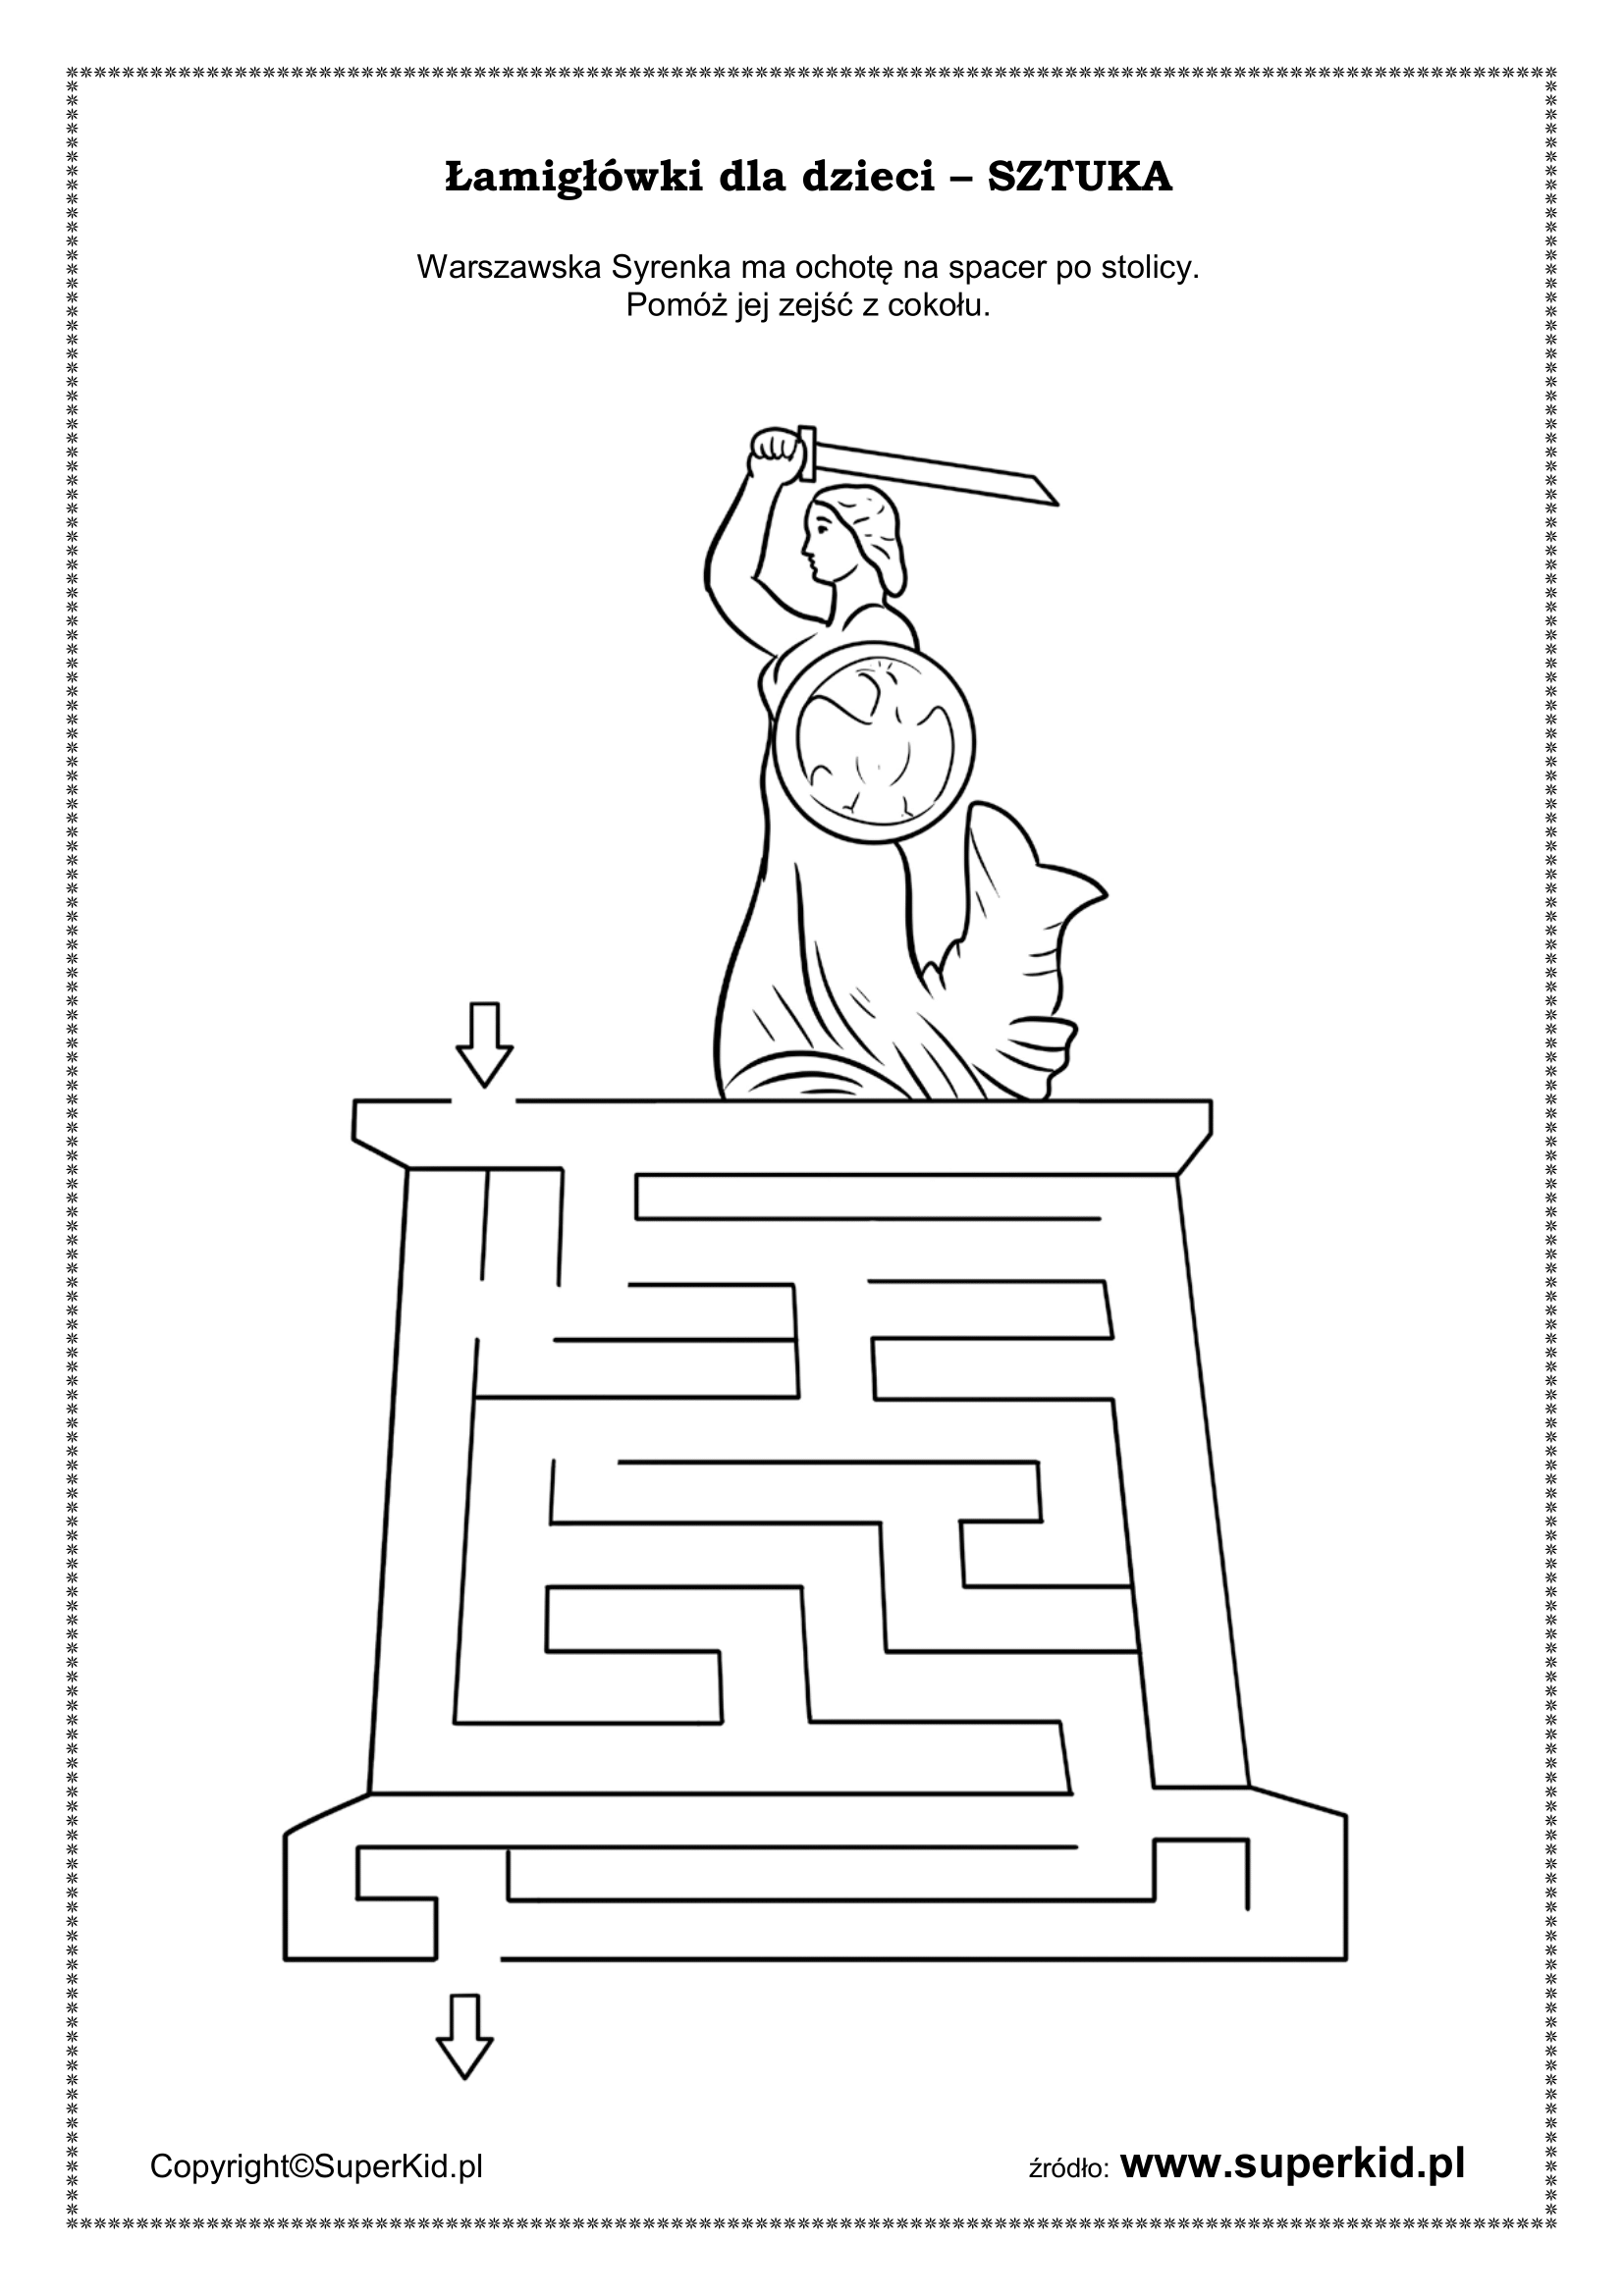 Łamigłówki dla dzieci – SZTUKA
Warszawska Syrenka ma ochotę na spacer po stolicy.
Pomóż jej zejść z cokołu.
Copyright©SuperKid.pl
źródło: www.superkid.pl